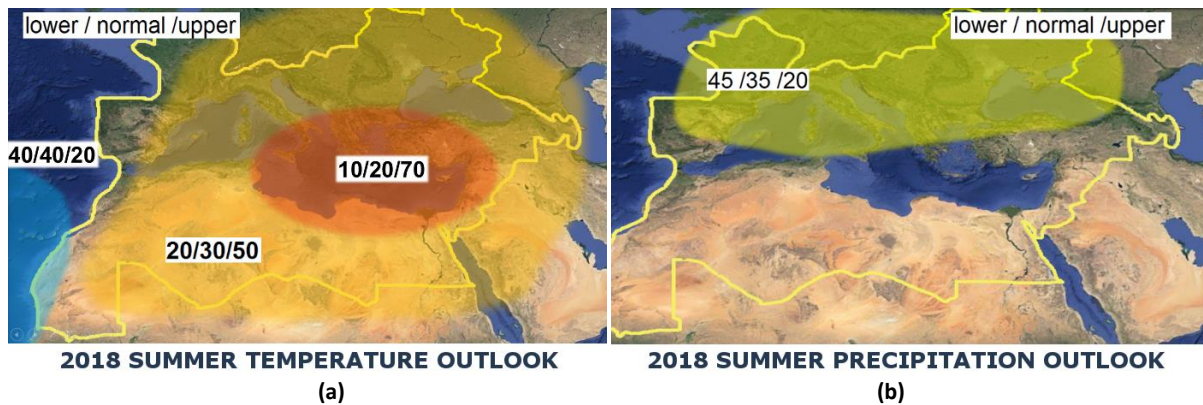 lower / normal /upper
40/40/20
10/20/70
20/30/50
2018 SUMMER TEMPERATURE OUTLOOK
(a)
lower / normal /upper
45 /35 /20
2018 SUMMER PRECIPITATION OUTLOOK
(b)